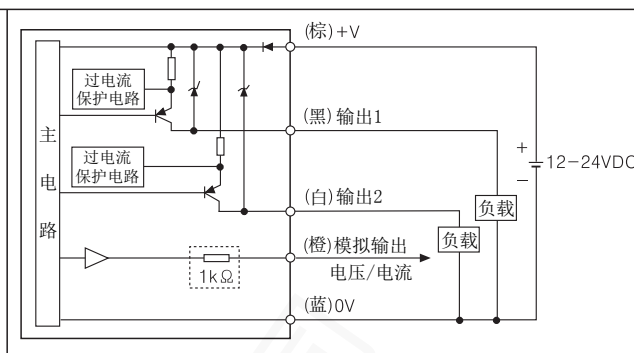 (棕)+V
过电流
保护电路
(黑)输出1
主
电
路
过电流
保护电路
+
12-24VDC
-
(白)输出2
负载
负载
(橙)模拟输出
电压/电流
1kΩ
(蓝)0V